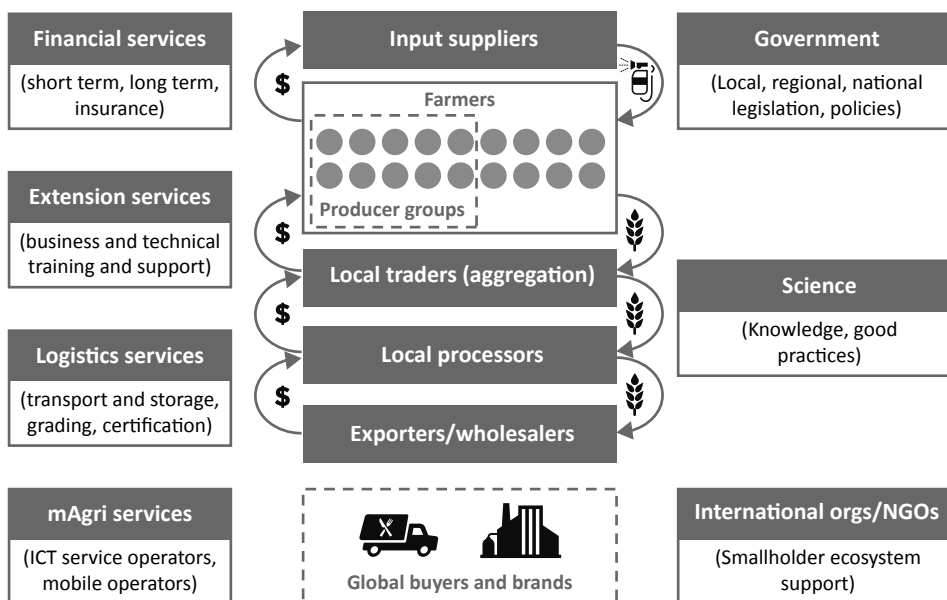 Financial services
(short term, long term,
insurance)
Extension services
(business and technical
training and support)
Logistics services
(transport and storage,
grading, certification)
mAgri services
(ICT service operators,
mobile operators)
Input suppliers
$
Farmers
Producer groups
$
Local traders (aggregation)
$
Local processors
$
Exporters/wholesalers
Global buyers and brands
Government
(Local, regional, national
legislation, policies)
Science
(Knowledge, good
practices)
International orgs/NGOs
(Smallholder ecosystem
support)